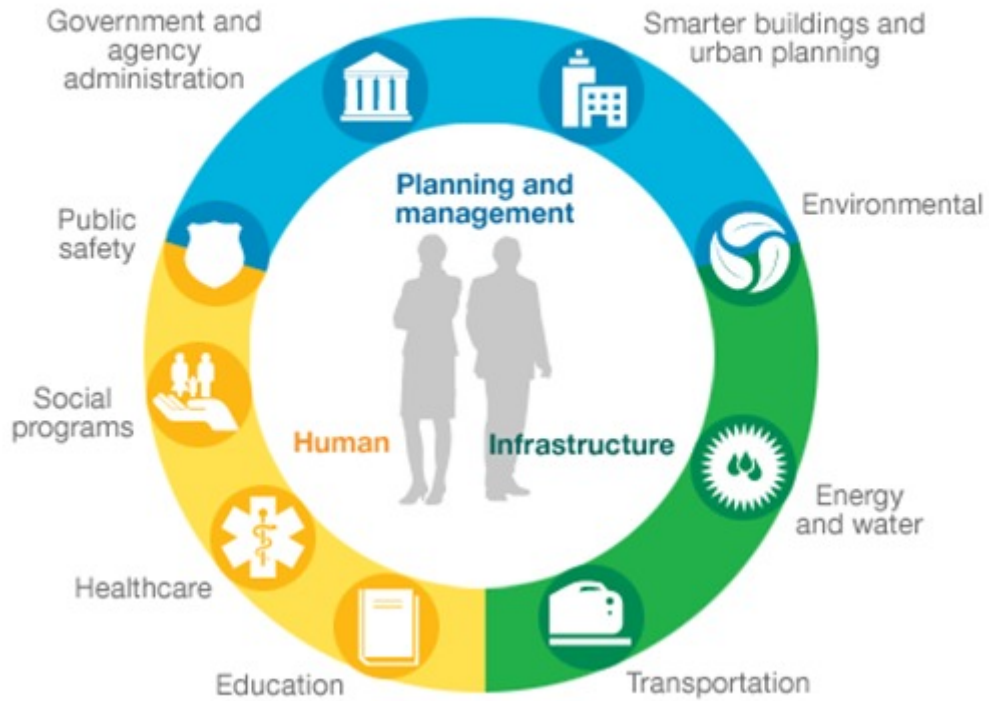 Government and
agency
administration
Smarter buildings and
urban planning
Planning and
management
Environmental
Public
safety
Social
programs
Human
Infrastructure
Energy
and water
Healthcare
Education
Transportation